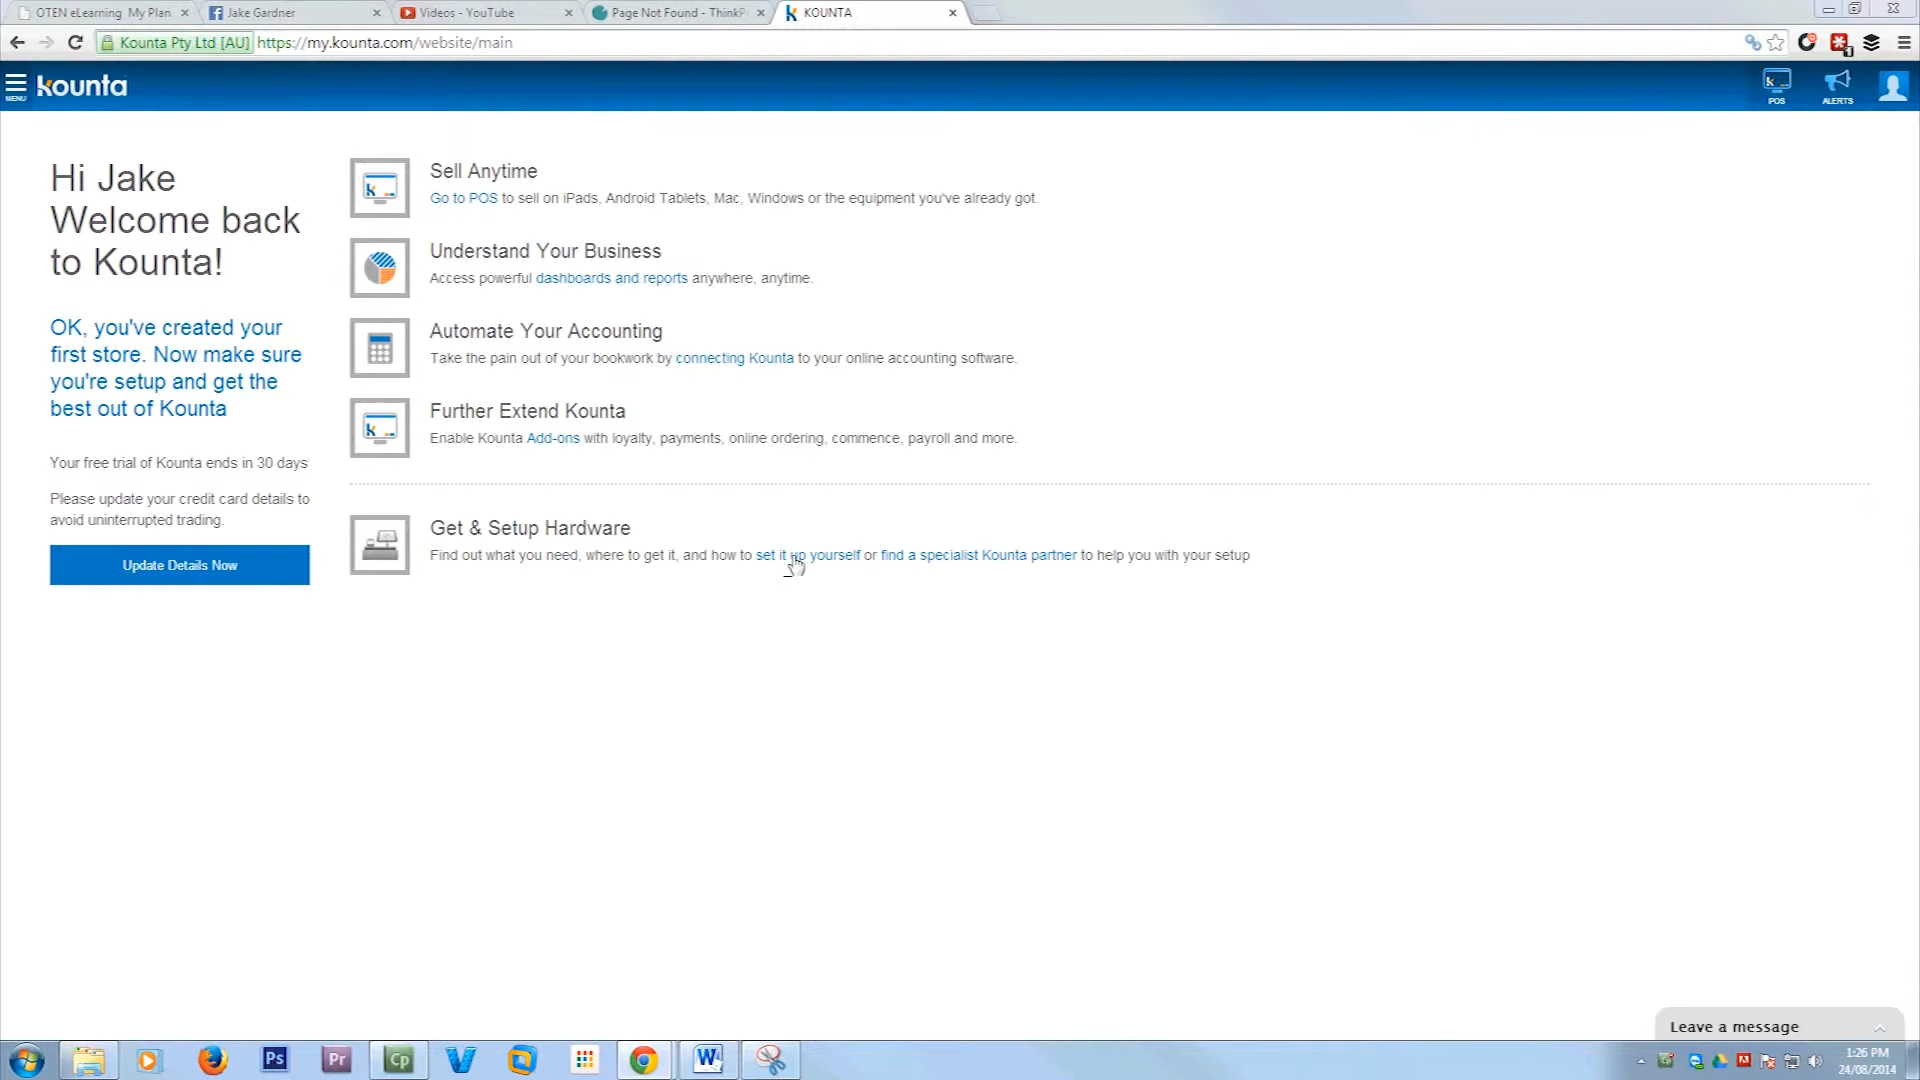 OTEN eLearning My Plan
Jake Gardner
Videos - YouTube
Page Not Found - ThinkP
KOUNTA
Kounta Pty Ltd [AU]
https://my.kounta.com/website/main
MENU
kounta
POS
ALERTS
Hi Jake
Welcome back
to Kounta!
OK, you've created your
first store. Now make sure
you're setup and get the
best out of Kounta
Your free trial of Kounta ends in 30 days
Please update your credit card details to
avoid uninterrupted trading.
Update Details Now
Sell Anytime
Go to POS to sell on iPads, Android Tablets, Mac, Windows or the equipment you've already got.
Understand Your Business
Access powerful dashboards and reports anywhere, anytime.
Automate Your Accounting
Take the pain out of your bookwork by connecting Kounta to your online accounting software.
Further Extend Kounta
Enable Kounta Add-ons with loyalty, payments, online ordering, commence, payroll and more.
Get & Setup Hardware
Find out what you need, where to get it, and how to set it up yourself or find a specialist Kounta partner to help you with your setup
Leave a message
Ps
Pr
Cp
W
1:26 PM
24/08/2014